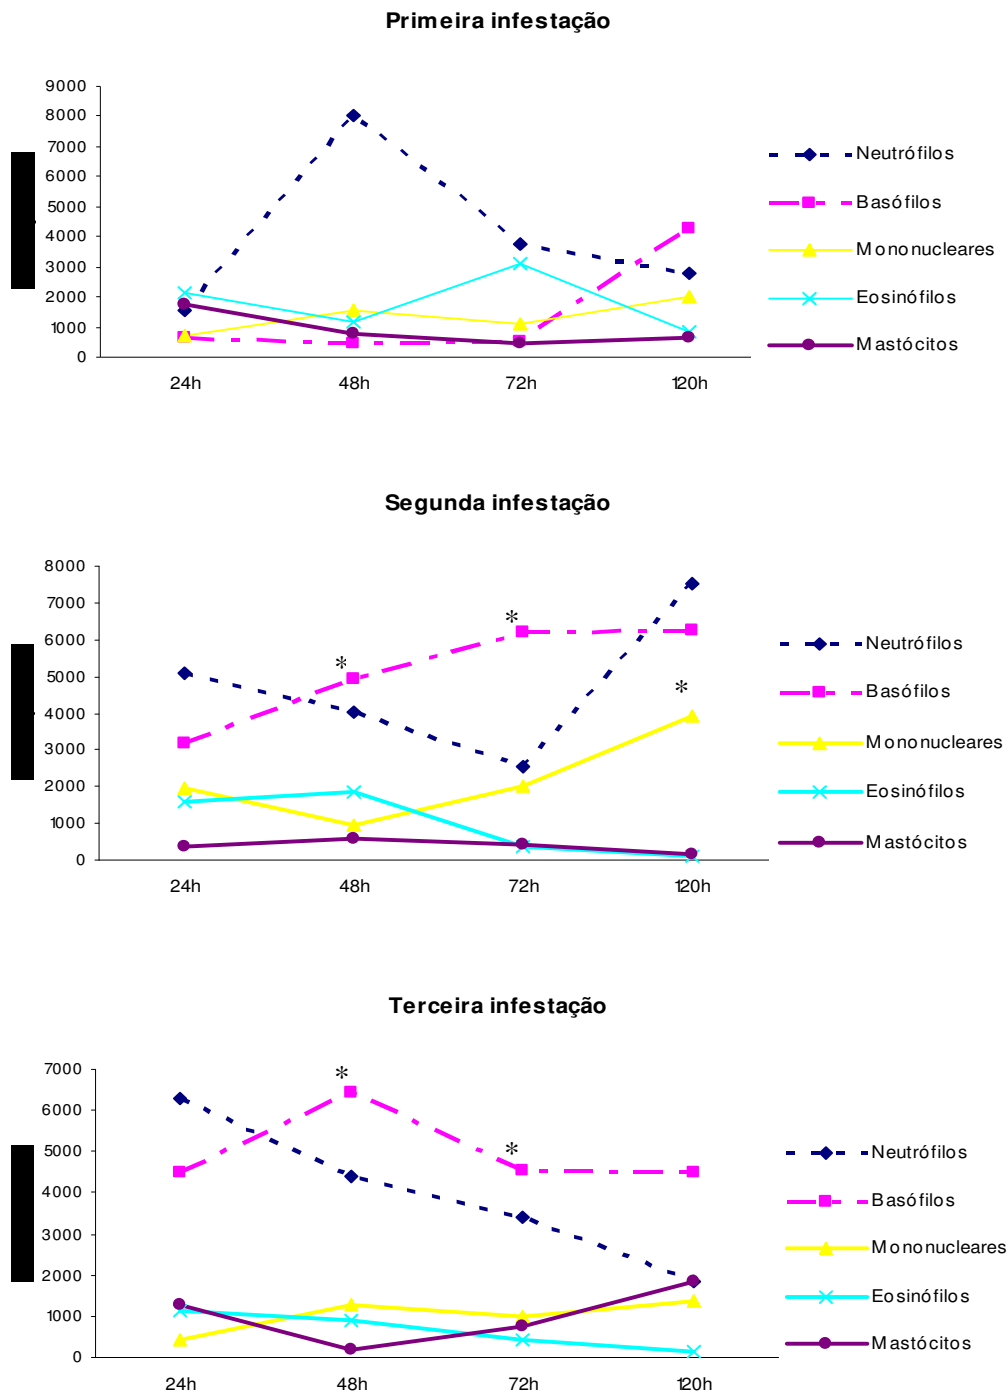 Primeira infestação
9000
8000
7000
6000
5000
4000
3000
2000
1000
0
24h 48h 72h 120h
Neutrófilos
Basófilos
Mononucleares
Eosinófilos
Mastócitos
Segunda infestação
8000
7000
6000
5000
4000
3000
2000
1000
0
* * *
24h 48h 72h 120h
Neutrófilos
Basófilos
Mononucleares
Eosinófilos
Mastócitos
Terceira infestação
7000
6000
5000
4000
3000
2000
1000
0
* *
24h 48h 72h 120h
Neutrófilos
Basófilos
Mononucleares
Eosinófilos
Mastócitos